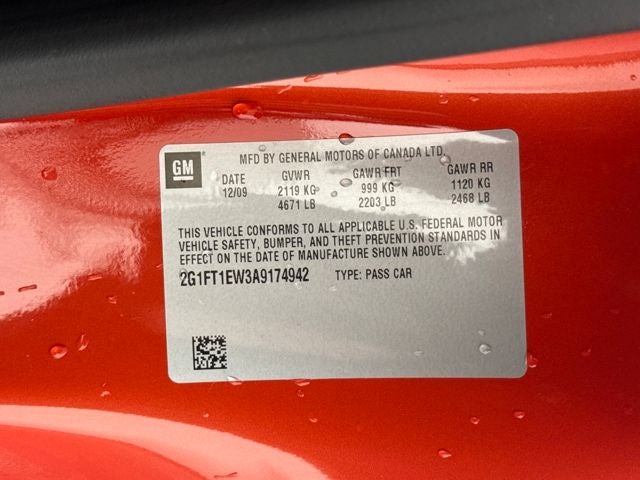 GM
MFD BY GENERAL MOTORS OF CANADA LTD.
DATE GVWR GAWR FRT GAWR RR
12/09 2119 KG 999 KG 1120 KG
4671 LB 2203 LB 2468 LB
THIS VEHICLE CONFORMS TO ALL APPLICABLE U.S. FEDERAL MOTOR
VEHICLE SAFETY, BUMPER, AND THEFT PREVENTION STANDARDS IN
EFFECT ON THE DATE OF MANUFACTURE SHOWN ABOVE.
2G1FT1EW3A9174942 TYPE: PASS CAR